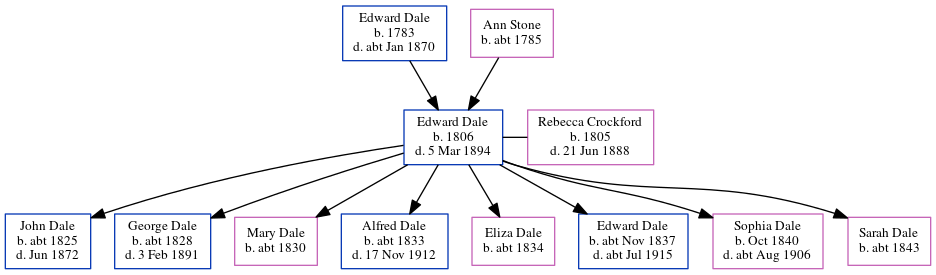 Edward Dale
b. 1783
d. abt Jan 1870
Ann Stone
b. abt 1785
Edward Dale
b. 1806
d. 5 Mar 1894
Rebecca Crockford
b. 1805
d. 21 Jun 1888
John Dale
b. abt 1825
d. Jun 1872
George Dale
b. abt 1828
d. 3 Feb 1891
Mary Dale
b. abt 1830
Alfred Dale
b. abt 1833
d. 17 Nov 1912
Eliza Dale
b. abt 1834
Edward Dale
b. abt Nov 1837
d. abt Jul 1915
Sophia Dale
b. Oct 1840
d. abt Aug 1906
Sarah Dale
b. abt 1843